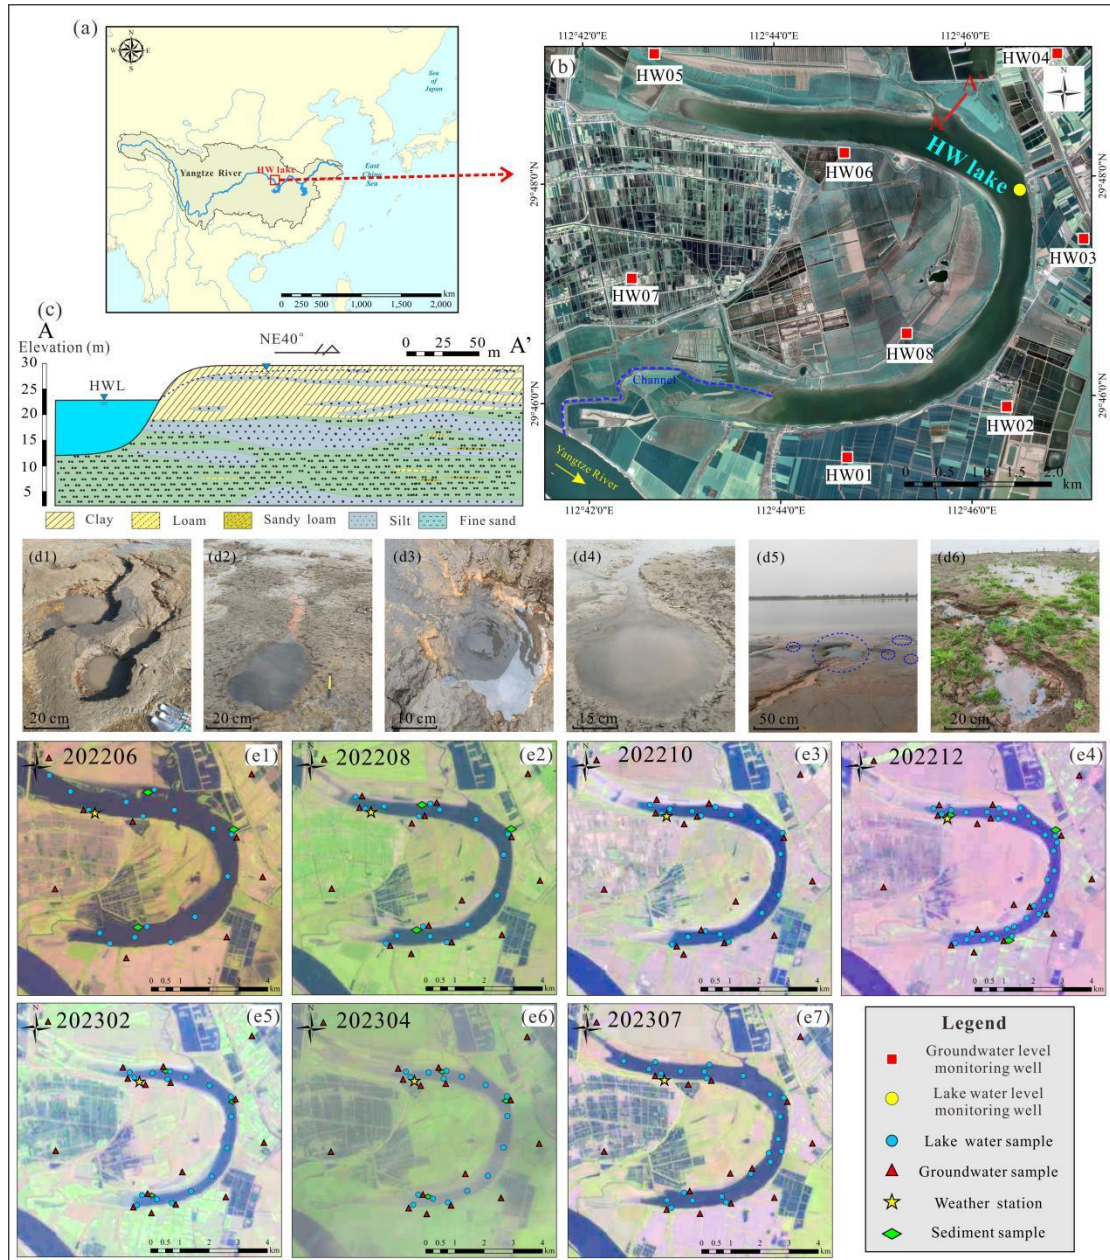 (a)
N
W
E
S
Sea
of
Japan
Yangtze River
HW lake
East
China
Sea
0 250 500 1,000 1,500 2,000
km
(b)
112°42'0"E
112°44'0"E
112°46'0"E
29°48'0"N
29°46'0"N
29°48'0"N
29°46'0"N
HW05
HW04
N
A'
A
HW lake
HW06
HW03
HW07
HW08
Channel
HW02
HW01
Yangtze River
0 0.5 1.0 1.5 2.0
km
112°42'0"E
112°44'0"E
112°46'0"E
(c)
A
NE40°
0 25 50
m
A'
Elevation (m)
30
25
20
15
10
5
HWL
Clay
Loam
Sandy loam
Silt
Fine sand
(d1)
20 cm
(d2)
20 cm
(d3)
10 cm
(d4)
15 cm
(d5)
50 cm
(d6)
20 cm
N
202206
(e1)
0 0.5 1 2 3 4
km
N
202208
(e2)
0 0.5 1 2 3 4
km
N
202210
(e3)
0 0.5 1 2 3 4
km
N
202212
(e4)
0 0.5 1 2 3 4
km
N
202302
(e5)
0 0.5 1 2 3 4
km
N
202304
(e6)
0 0.5 1 2 3 4
km
N
202307
(e7)
0 0.5 1 2 3 4
km
Legend
Groundwater level
monitoring well
Lake water level
monitoring well
Lake water sample
Groundwater sample
Weather station
Sediment sample